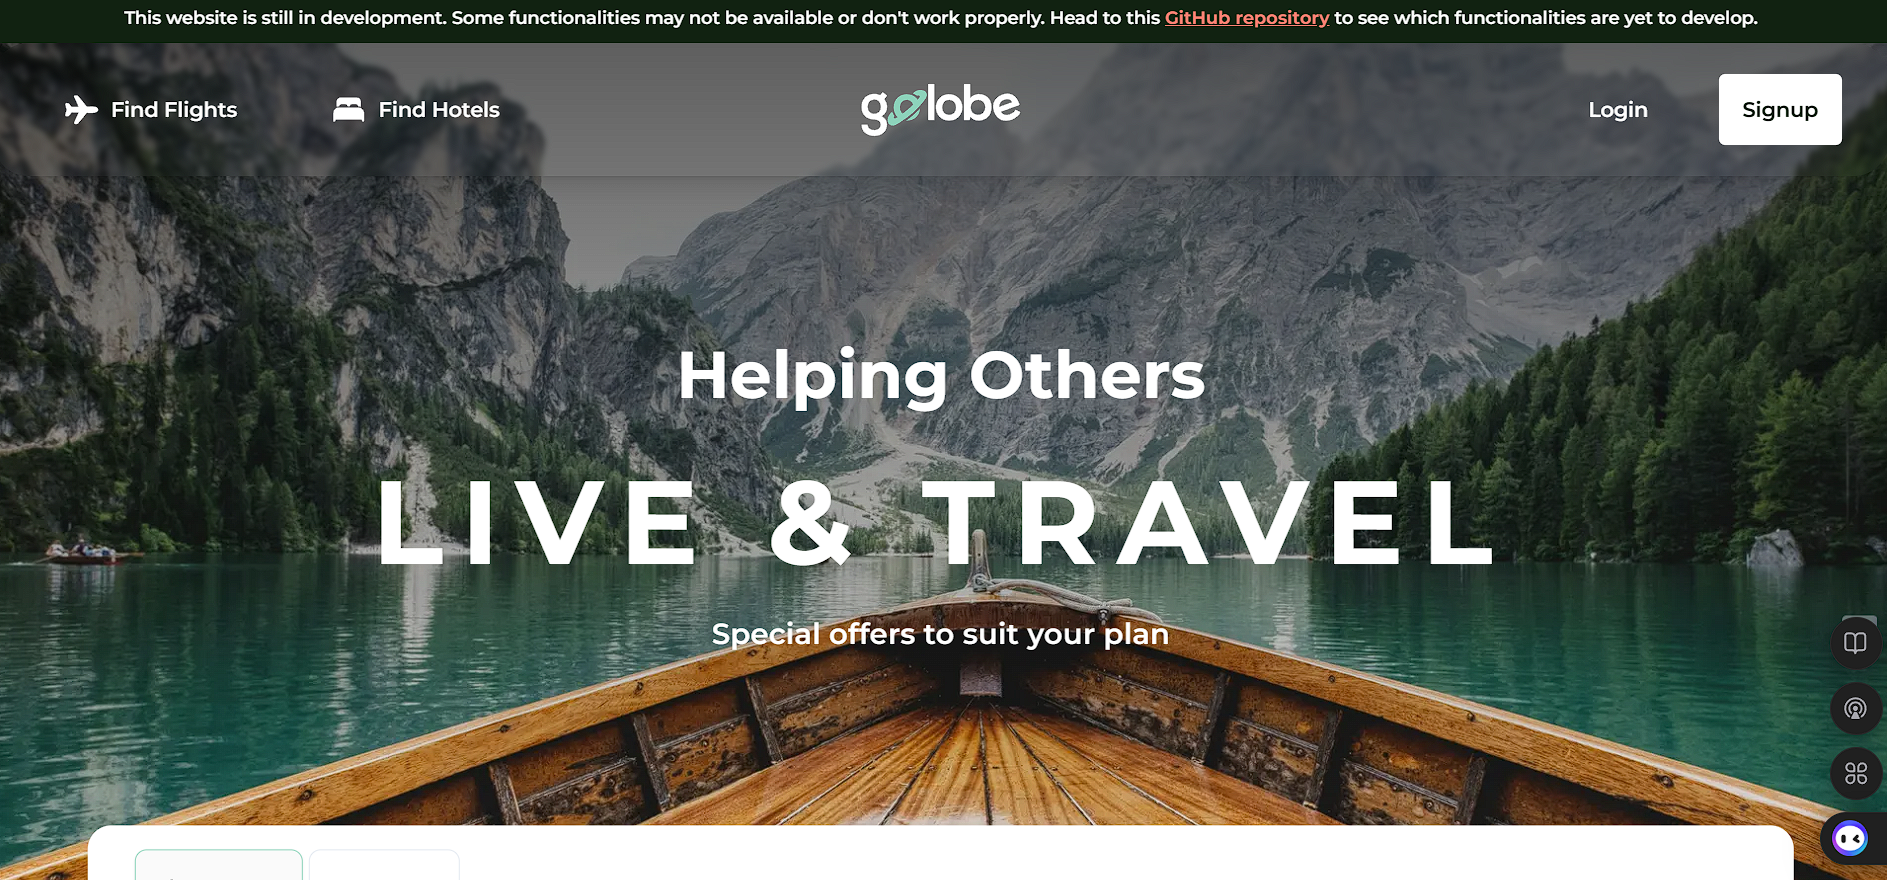 This website is still in development. Some functionalities may not be available or don't work properly. Head to this GitHub repository to see which functionalities are yet to develop.
Find Flights
Find Hotels
golobe
Login
Signup
Helping Others
LIVE & TRAVEL
Special offers to suit your plan